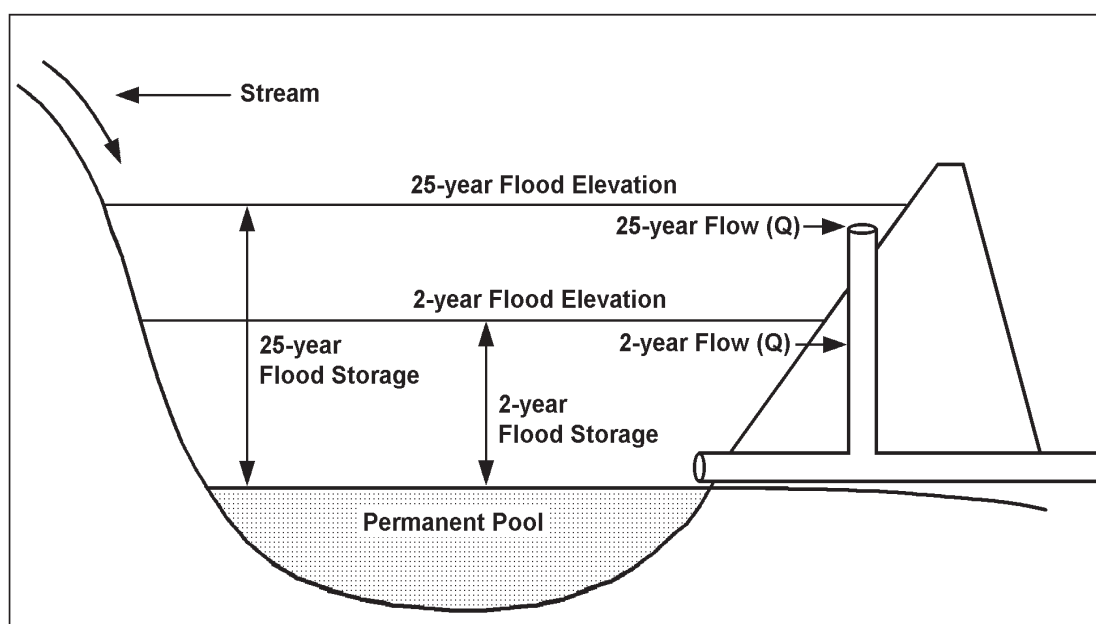 Stream
25-year Flood Elevation
25-year Flow (Q)
2-year Flood Elevation
2-year Flow (Q)
25-year
Flood Storage
2-year
Flood Storage
Permanent Pool